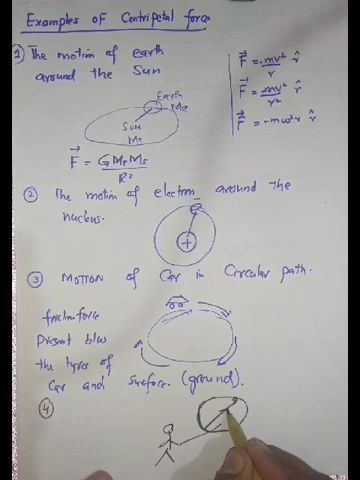 Examples of Centripetal force
① The motion of earth
around the Sun
Earth
Me
SUN
Ms
F = G Me Ms
R²
F = -mv² r̂
r
F = mv² r̂
r²
F = -mω²r r̂
② The motion of electron around the
nucleus.
e
+
③ MOTION of Car in Circular path.
friction force
Present b/w
the tyres of
Car and Surface. (ground).
④